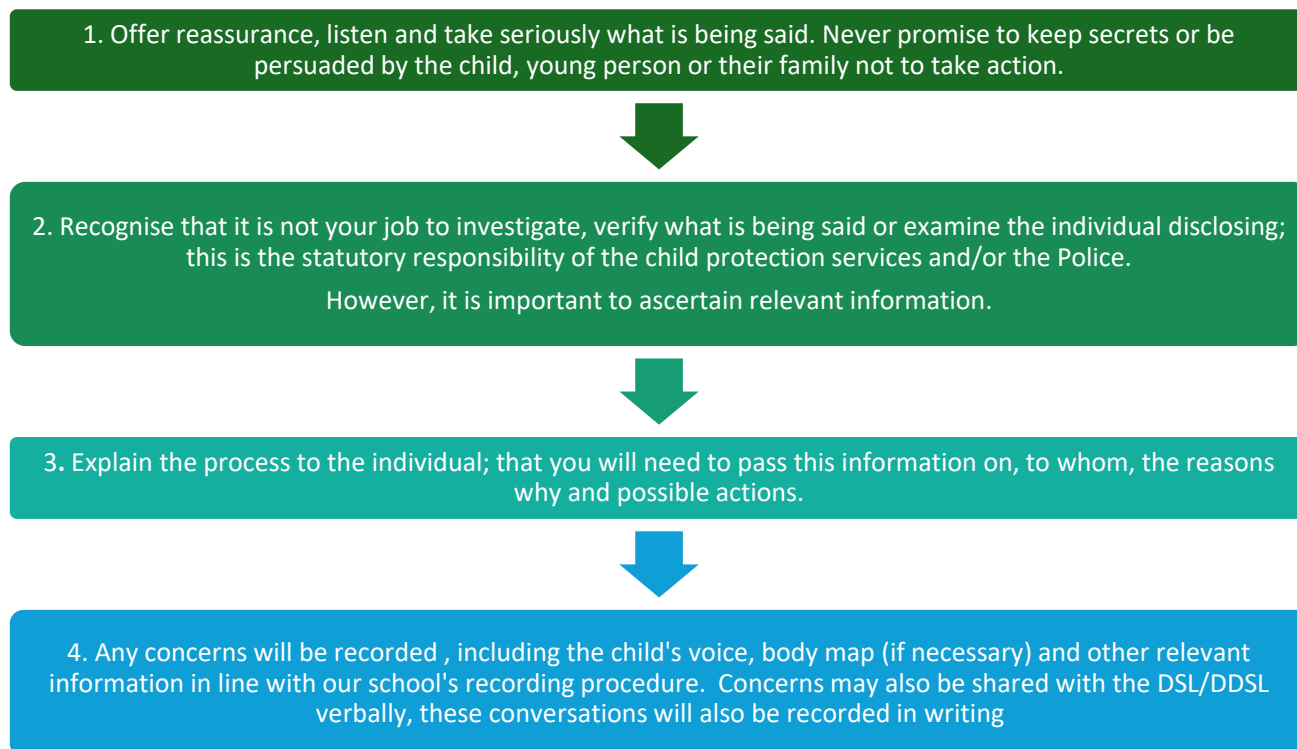 1. Offer reassurance, listen and take seriously what is being said. Never promise to keep secrets or be
persuaded by the child, young person or their family not to take action.
2. Recognise that it is not your job to investigate, verify what is being said or examine the individual disclosing;
this is the statutory responsibility of the child protection services and/or the Police.
However, it is important to ascertain relevant information.
3. Explain the process to the individual; that you will need to pass this information on, to whom, the reasons
why and possible actions.
4. Any concerns will be recorded , including the child's voice, body map (if necessary) and other relevant
information in line with our school's recording procedure.  Concerns may also be shared with the DSL/DDSL
verbally, these conversations will also be recorded in writing